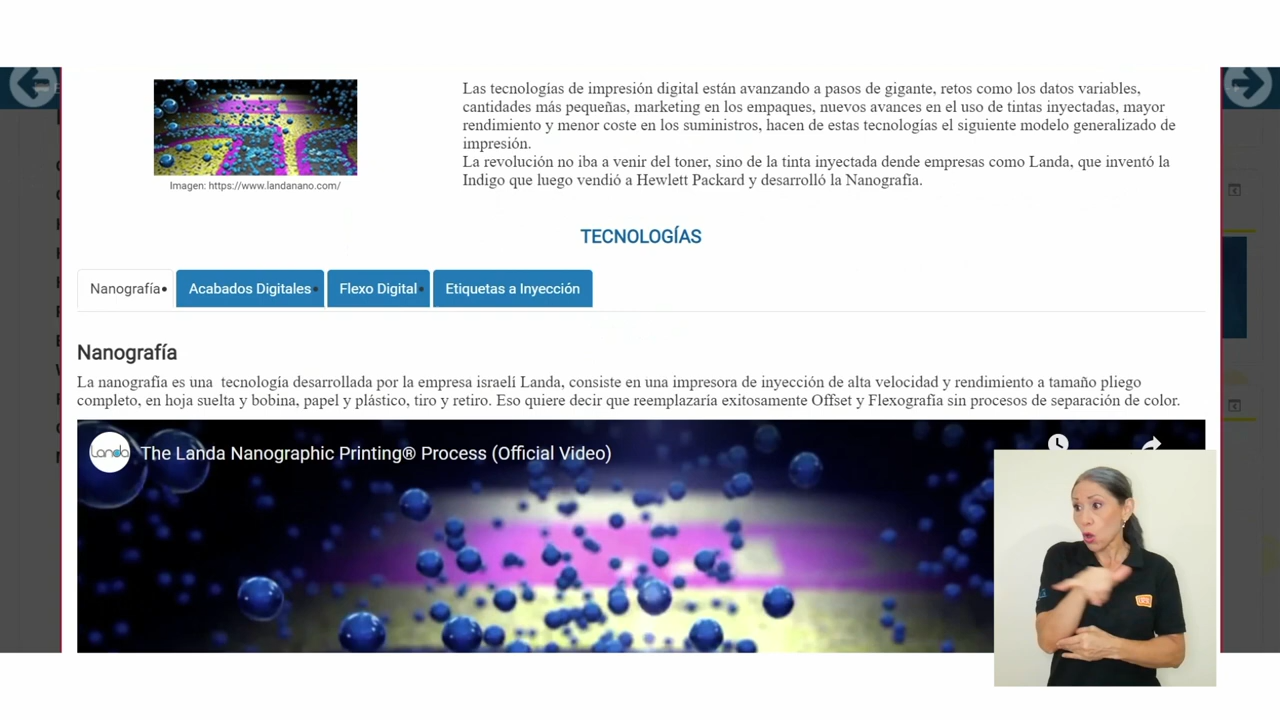 Las tecnologías de impresión digital están avanzando a pasos de gigante, retos como los datos variables,
cantidades más pequeñas, marketing en los empaques, nuevos avances en el uso de tintas inyectadas, mayor
rendimiento y menor coste en los suministros, hacen de estas tecnologías el siguiente modelo generalizado de
impresión.
La revolución no iba a venir del toner, sino de la tinta inyectada dende empresas como Landa, que inventó la
Indigo que luego vendió a Hewlett Packard y desarrolló la Nanografía.
Imagen: https://www.landanano.com/
TECNOLOGÍAS
Nanografía• Acabados Digitales• Flexo Digital• Etiquetas a Inyección
Nanografía
La nanografía es una tecnología desarrollada por la empresa israelí Landa, consiste en una impresora de inyección de alta velocidad y rendimiento a tamaño pliego
completo, en hoja suelta y bobina, papel y plástico, tiro y retiro. Eso quiere decir que reemplazaría exitosamente Offset y Flexografía sin procesos de separación de color.
Landa The Landa Nanographic Printing® Process (Official Video)